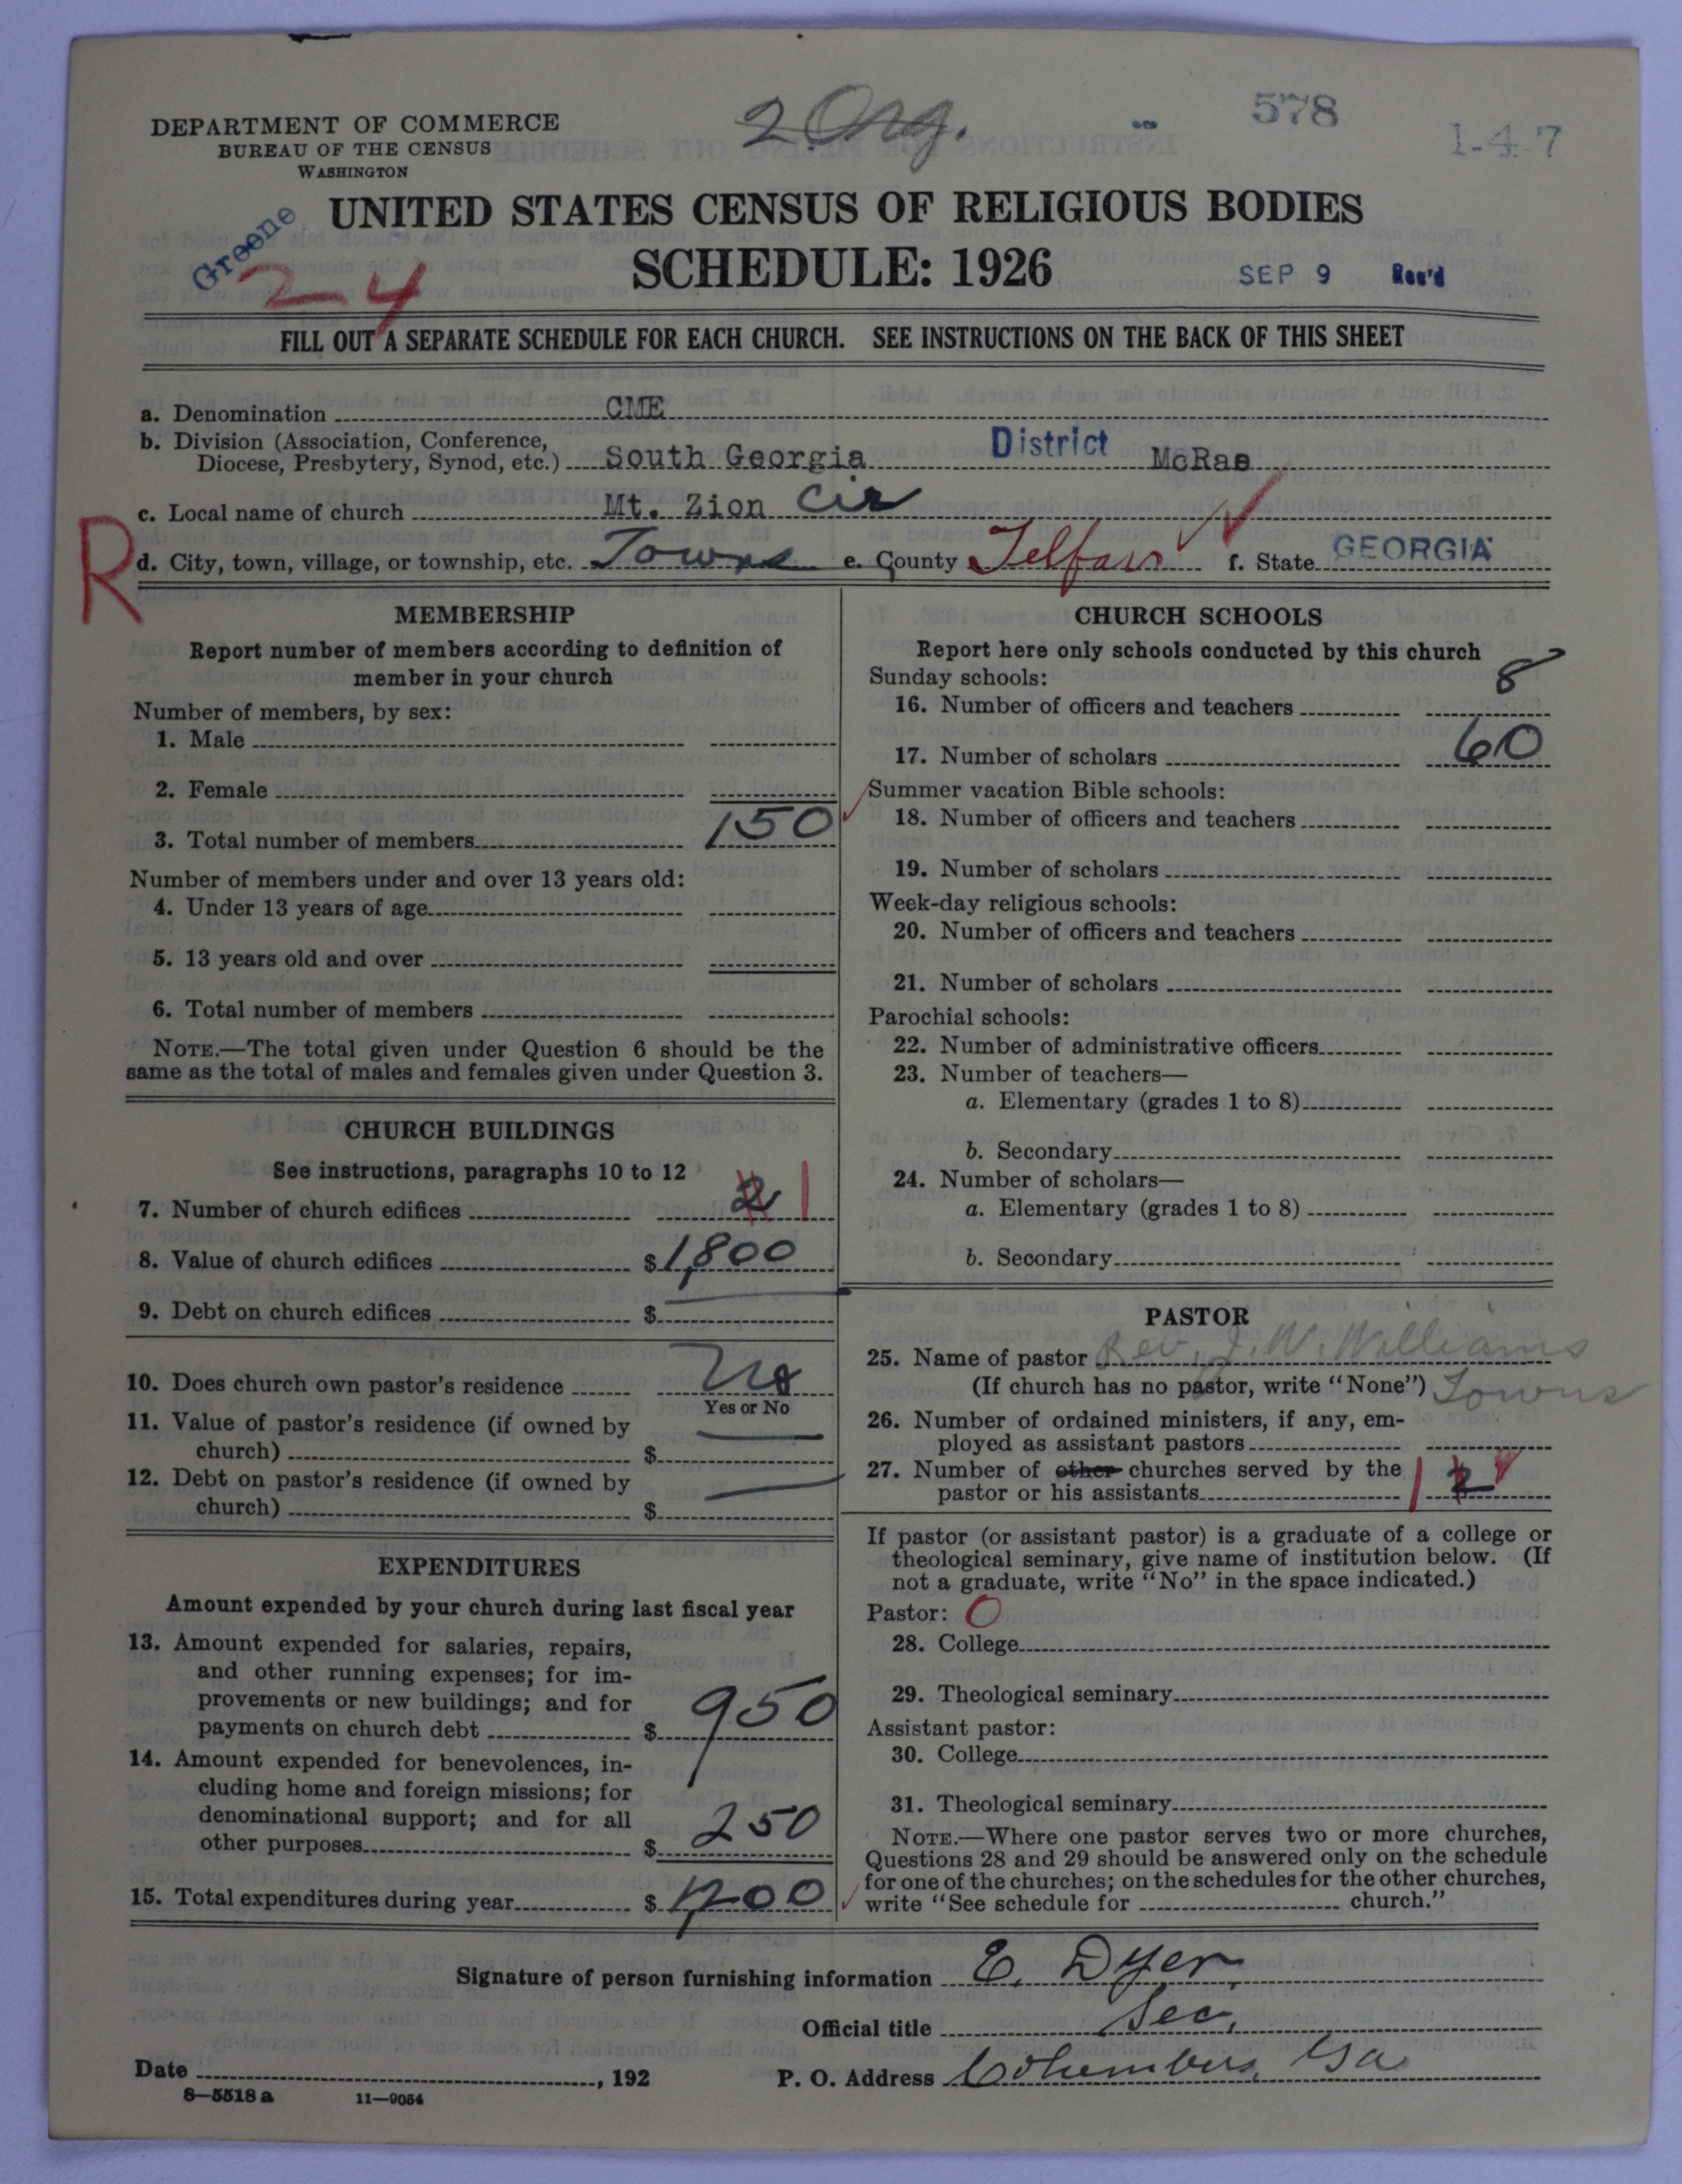 2 Org.
578
1-4-7
DEPARTMENT OF COMMERCE
BUREAU OF THE CENSUS
WASHINGTON
UNITED STATES CENSUS OF RELIGIOUS BODIES
SCHEDULE: 1926
Greene
24
SEP 9 Rec'd
FILL OUT A SEPARATE SCHEDULE FOR EACH CHURCH. SEE INSTRUCTIONS ON THE BACK OF THIS SHEET
a. Denomination CME
b. Division (Association, Conference,
Diocese, Presbytery, Synod, etc.) South Georgia District McRae
c. Local name of church Mt. Zion Cir
R
d. City, town, village, or township, etc. Towns e. County Telfair f. State GEORGIA
MEMBERSHIP
Report number of members according to definition of
member in your church
Number of members, by sex:
1. Male
2. Female
3. Total number of members 150
Number of members under and over 13 years old:
4. Under 13 years of age
5. 13 years old and over
6. Total number of members
NOTE.—The total given under Question 6 should be the
same as the total of males and females given under Question 3.
CHURCH BUILDINGS
See instructions, paragraphs 10 to 12
7. Number of church edifices 2 1
8. Value of church edifices $ 1,800
9. Debt on church edifices $
10. Does church own pastor's residence No
Yes or No
11. Value of pastor's residence (if owned by
church) $
12. Debt on pastor's residence (if owned by
church) $
EXPENDITURES
Amount expended by your church during last fiscal year
13. Amount expended for salaries, repairs,
and other running expenses; for im-
provements or new buildings; and for
payments on church debt $ 950
14. Amount expended for benevolences, in-
cluding home and foreign missions; for
denominational support; and for all
other purposes $ 250
15. Total expenditures during year $ 1200
CHURCH SCHOOLS
Report here only schools conducted by this church
Sunday schools:
16. Number of officers and teachers 8
17. Number of scholars 60
Summer vacation Bible schools:
18. Number of officers and teachers
19. Number of scholars
Week-day religious schools:
20. Number of officers and teachers
21. Number of scholars
Parochial schools:
22. Number of administrative officers
23. Number of teachers—
a. Elementary (grades 1 to 8)
b. Secondary
24. Number of scholars—
a. Elementary (grades 1 to 8)
b. Secondary
PASTOR
25. Name of pastor Rev. J. W. Williams
(If church has no pastor, write "None") Towns
26. Number of ordained ministers, if any, em-
ployed as assistant pastors
27. Number of other churches served by the
pastor or his assistants 1 2
If pastor (or assistant pastor) is a graduate of a college or
theological seminary, give name of institution below. (If
not a graduate, write "No" in the space indicated.)
Pastor: O
28. College
29. Theological seminary
Assistant pastor:
30. College
31. Theological seminary
NOTE.—Where one pastor serves two or more churches,
Questions 28 and 29 should be answered only on the schedule
for one of the churches; on the schedules for the other churches,
write "See schedule for church."
Signature of person furnishing information E. Dyer,
Official title Sec,
Date , 192 P. O. Address Columbus, Ga
8—5518 a 11—9054